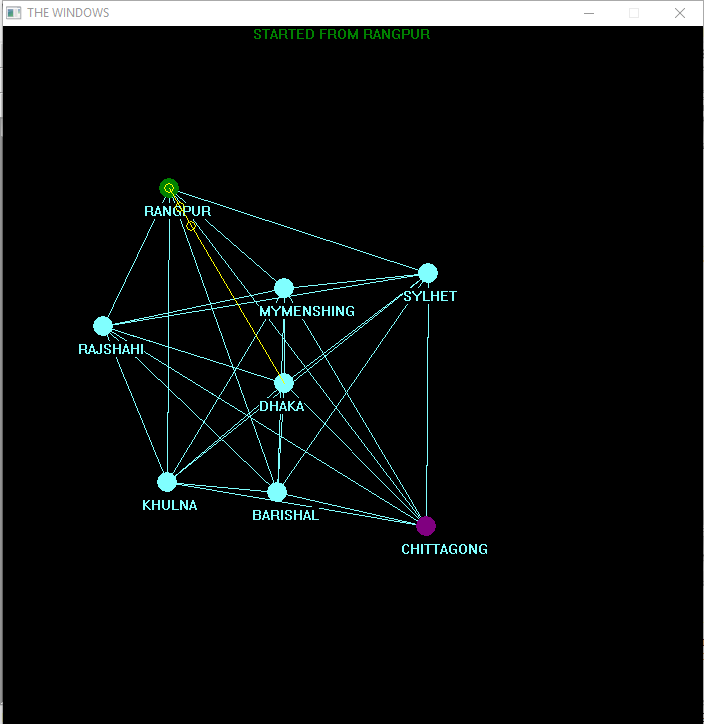 THE WINDOWS
STARTED FROM RANGPUR
RANGPUR
SYLHET
MYMENSHING
RAJSHAHI
DHAKA
KHULNA
BARISHAL
CHITTAGONG